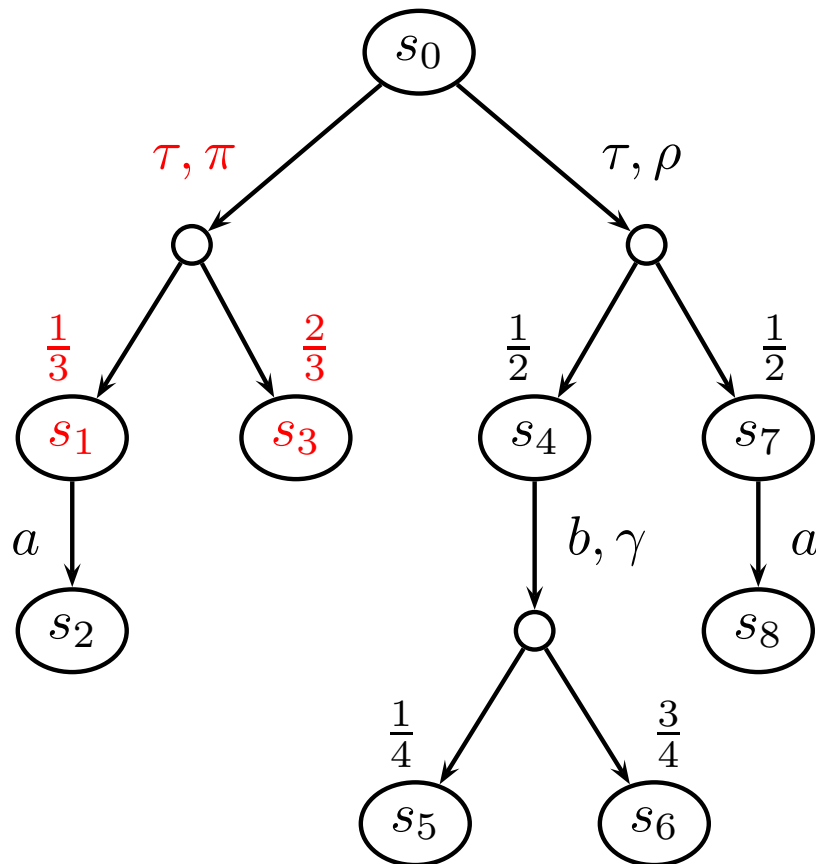 s₀
τ, π τ, ρ
1/3 2/3 1/2 1/2
s₁ s₃ s₄ s₇
a b, γ a
s₂ s₈
1/4 3/4
s₅ s₆